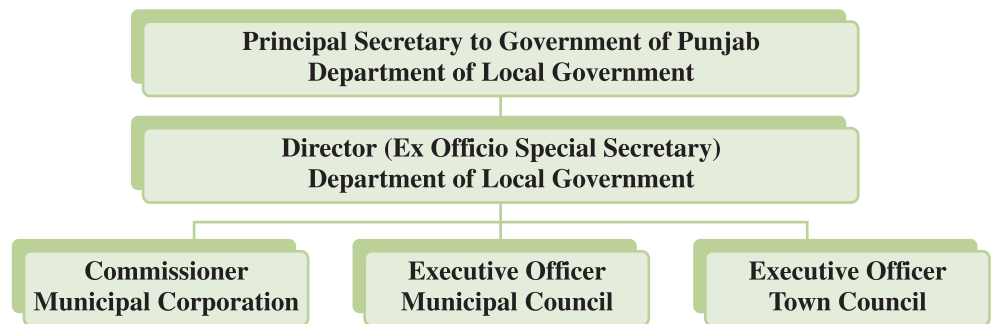 Principal Secretary to Government of Punjab
Department of Local Government
Director (Ex Officio Special Secretary)
Department of Local Government
Commissioner
Municipal Corporation
Executive Officer
Municipal Council
Executive Officer
Town Council